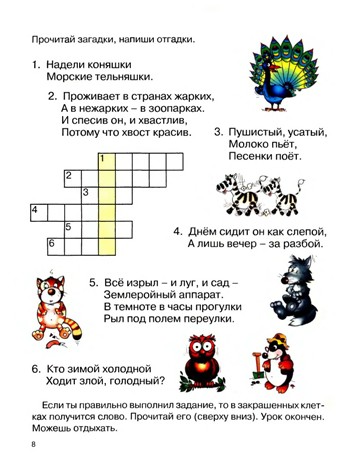 Прочитай загадки, напиши отгадки.
1. Надели коняшки
Морские тельняшки.
2. Проживает в странах жарких,
А в нежарких – в зоопарках.
И спесив он, и хвастлив,
Потому что хвост красив.
3. Пушистый, усатый,
Молоко пьёт,
Песенки поёт.
1
2
3
4
5
6
4. Днём сидит он как слепой,
А лишь вечер – за разбой.
5. Всё изрыл – и луг, и сад –
Землеройный аппарат.
В темноте в часы прогулки
Рыл под полем переулки.
6. Кто зимой холодной
Ходит злой, голодный?
Если ты правильно выполнил задание, то в закрашенных клет-
ках получится слово. Прочитай его (сверху вниз). Урок окончен.
Можешь отдыхать.
8